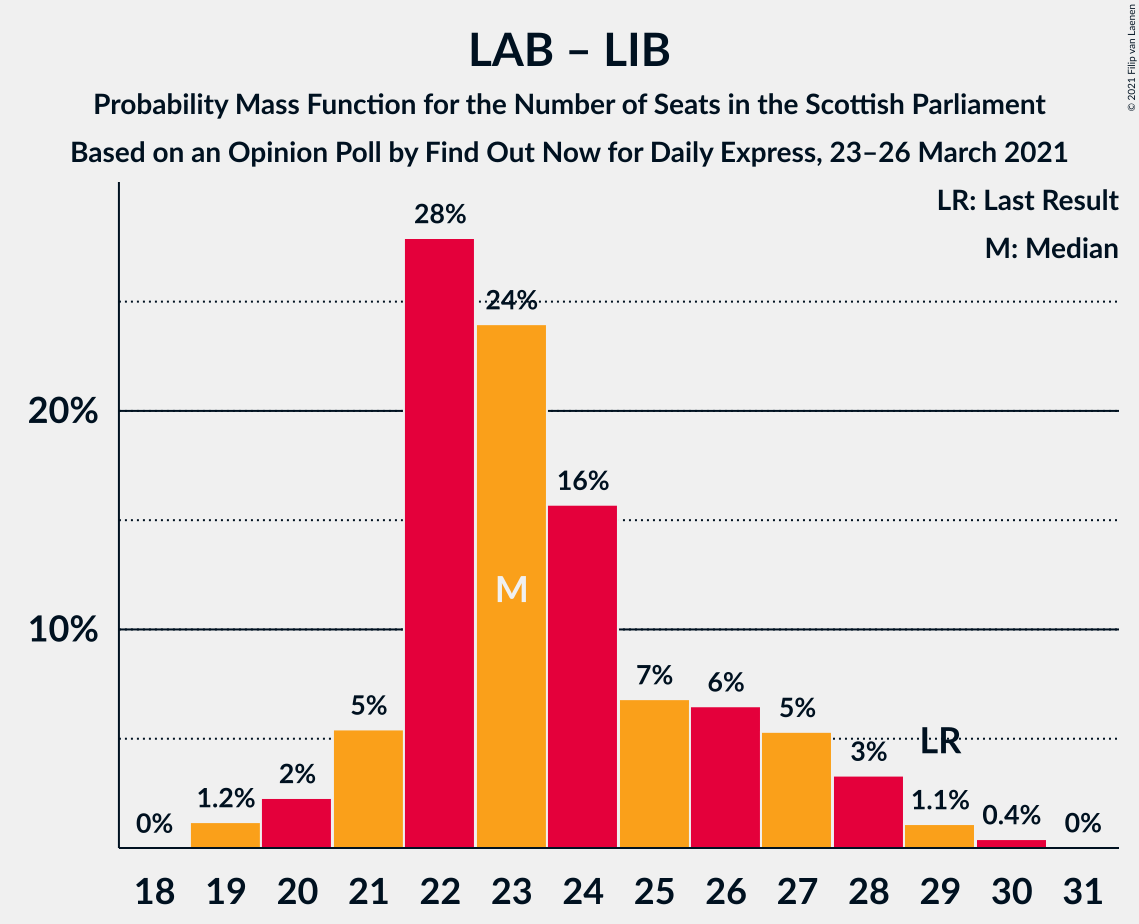 LAB – LIB
Probability Mass Function for the Number of Seats in the Scottish Parliament
Based on an Opinion Poll by Find Out Now for Daily Express, 23–26 March 2021
© 2021 Filip van Laenen
LR: Last Result
M: Median
28%
24%
20%
16%
M
10%
7%
6%
5%
5%
LR
3%
2%
1.2%
1.1%
0.4%
0%
0%
18 19 20 21 22 23 24 25 26 27 28 29 30 31